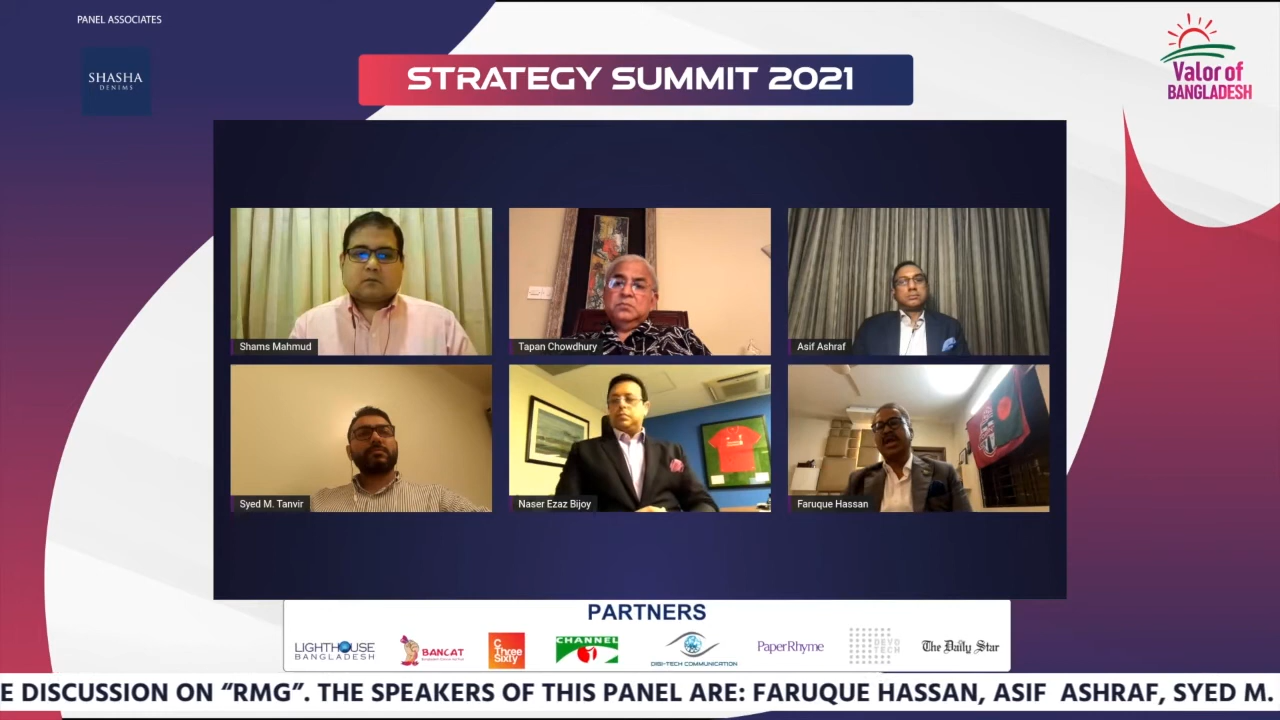 PANEL ASSOCIATES
SHASHA
DENIMS
STRATEGY SUMMIT 2021
Valor of
BANGLADESH
Shams Mahmud
Tapan Chowdhury
Asif Ashraf
Syed M. Tanvir
Naser Ezaz Bijoy
Faruque Hassan
PARTNERS
LIGHTHOUSE
BANGLADESH
BANCAT
C
Three
Sixty
CHANNEL
DIGI-TECH COMMUNICATION
PaperRhyme
DEVO
TECH
The Daily Star
E DISCUSSION ON “RMG”. THE SPEAKERS OF THIS PANEL ARE: FARUQUE HASSAN, ASIF ASHRAF, SYED M.